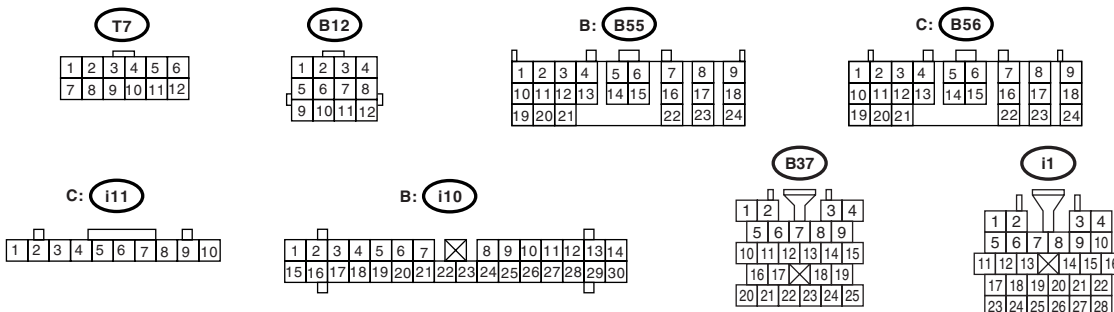 T7
B12
B: B55
C: B56
1 2 3 4 5 6
7 8 9 10 11 12
1 2 3 4
5 6 7 8
9 10 11 12
1 2 3 4 5 6 7 8 9
10 11 12 13 14 15 16 17 18
19 20 21 22 23 24
1 2 3 4 5 6 7 8 9
10 11 12 13 14 15 16 17 18
19 20 21 22 23 24
C: i11
B: i10
B37
i1
1 2 3 4 5 6 7 8 9 10
1 2 3 4 5 6 7 8 9 10 11 12 13 14
15 16 17 18 19 20 21 22 23 24 25 26 27 28 29 30
1 2 3 4
5 6 7 8 9
10 11 12 13 14 15
16 17 18 19
20 21 22 23 24 25
1 2 3 4
5 6 7 8 9 10
11 12 13 14 15 16
17 18 19 20 21 22
23 24 25 26 27 28